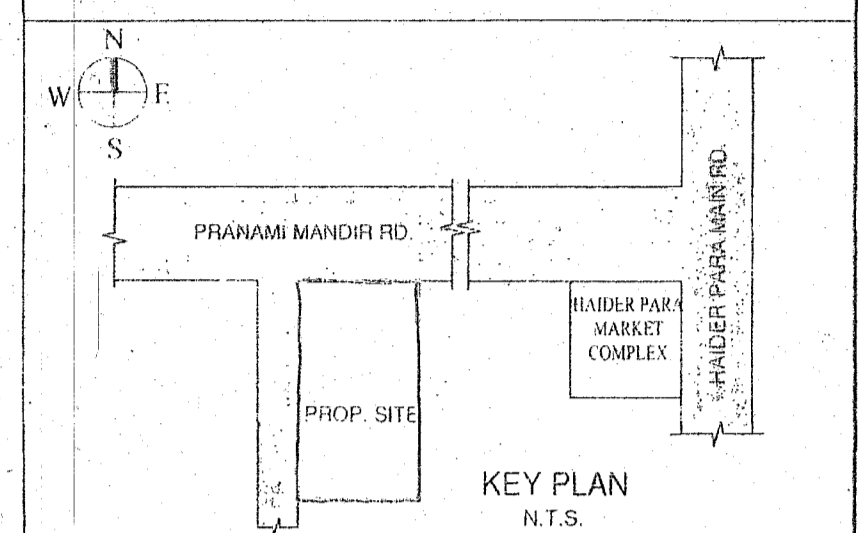 N
W E
S
PRANAMI MANDIR RD.
HAIDER PARA MAIN RD.
HAIDER PARA
MARKET
COMPLEX
PROP. SITE
KEY PLAN
N.T.S.